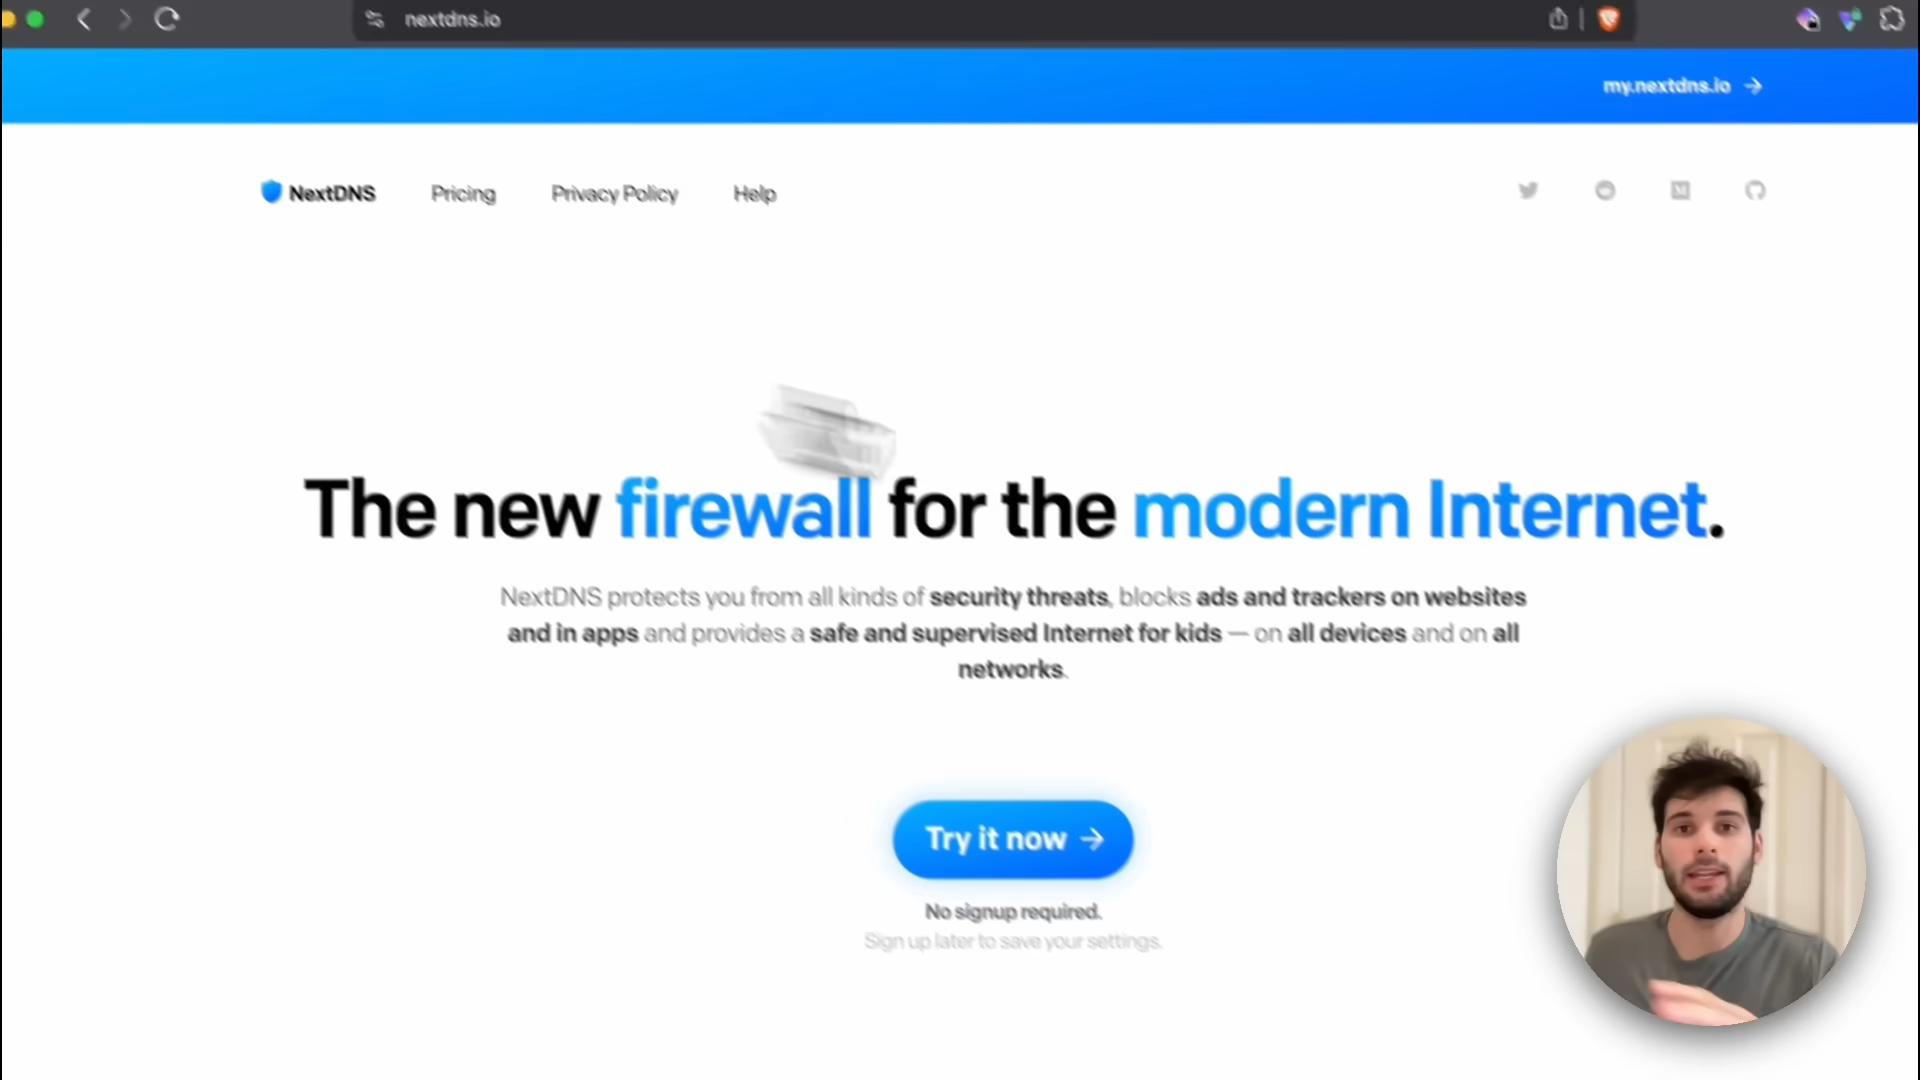 nextdns.io
my.nextdns.io →
NextDNS Pricing Privacy Policy Help
The new firewall for the modern Internet.
NextDNS protects you from all kinds of security threats, blocks ads and trackers on websites
and in apps and provides a safe and supervised Internet for kids — on all devices and on all
networks.
Try it now →
No signup required.
Sign up later to save your settings.